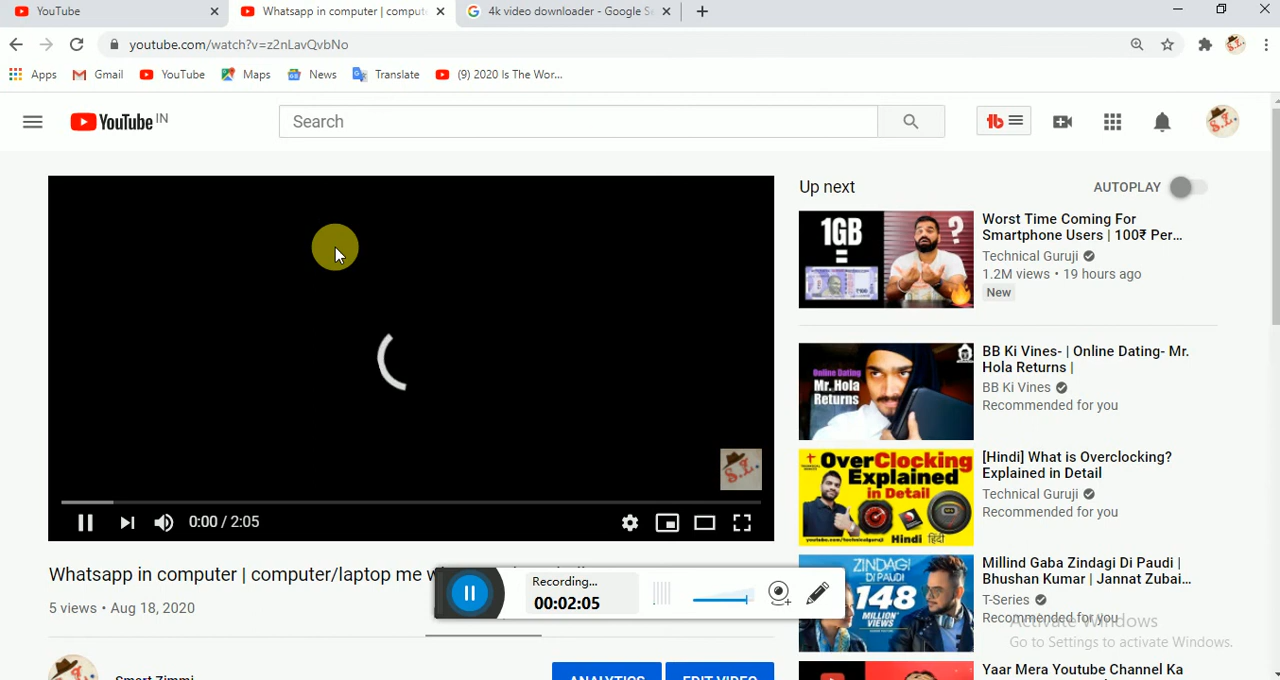 YouTube
Whatsapp in computer | comput
4k video downloader - Google Se
youtube.com/watch?v=z2nLavQvbNo
Apps Gmail YouTube Maps News Translate (9) 2020 Is The Wor...
YouTube IN
Search
Up next
AUTOPLAY
1GB
=
?
Worst Time Coming For
Smartphone Users | 100₹ Per...
Technical Guruji
1.2M views • 19 hours ago
New
Online Dating
Mr. Hola
Returns
BB Ki Vines- | Online Dating- Mr.
Hola Returns |
BB Ki Vines
Recommended for you
OverClocking
Explained
in Detail
youtube.com/technicalguruji
Hindi हिंदी
[Hindi] What is Overclocking?
Explained in Detail
Technical Guruji
Recommended for you
S.Z.
0:00 / 2:05
Whatsapp in computer | computer/laptop me w
5 views • Aug 18, 2020
Recording...
00:02:05
ZINDAGI
DI PAUDI
148
MILLION
VIEWS
Millind Gaba Zindagi Di Paudi |
Bhushan Kumar | Jannat Zubai...
T-Series
Recommended for you
Activate Windows
Go to Settings to activate Windows.
Smart Zimmi
ANALYTICS
EDIT VIDEO
Yaar Mera Youtube Channel Ka